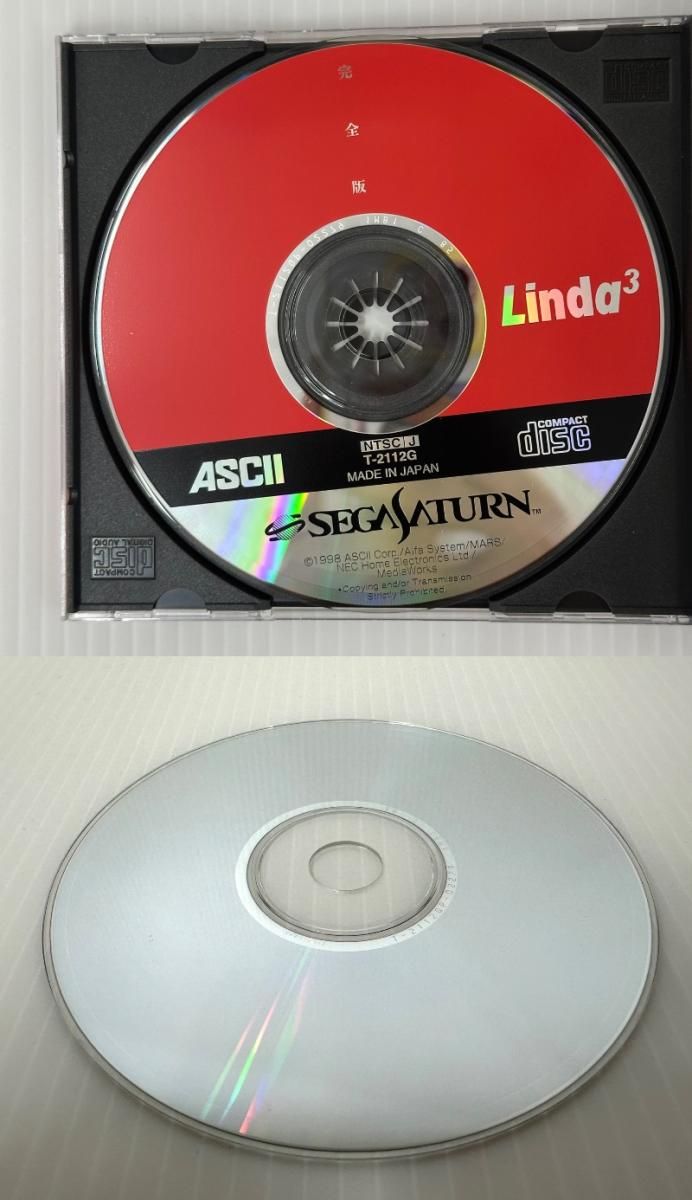 完
全
版
Linda³
COMPACT
disc
NTSC J
ASCII
T-2112G
MADE IN JAPAN
SEGA SATURN™
©1998 ASCII Corp./Alfa System/MARS/
NEC Home Electronics Ltd./
MediaWorks
•Copying and/or Transmission
Strictly Prohibited.
COMPACT
disc
DIGITAL AUDIO